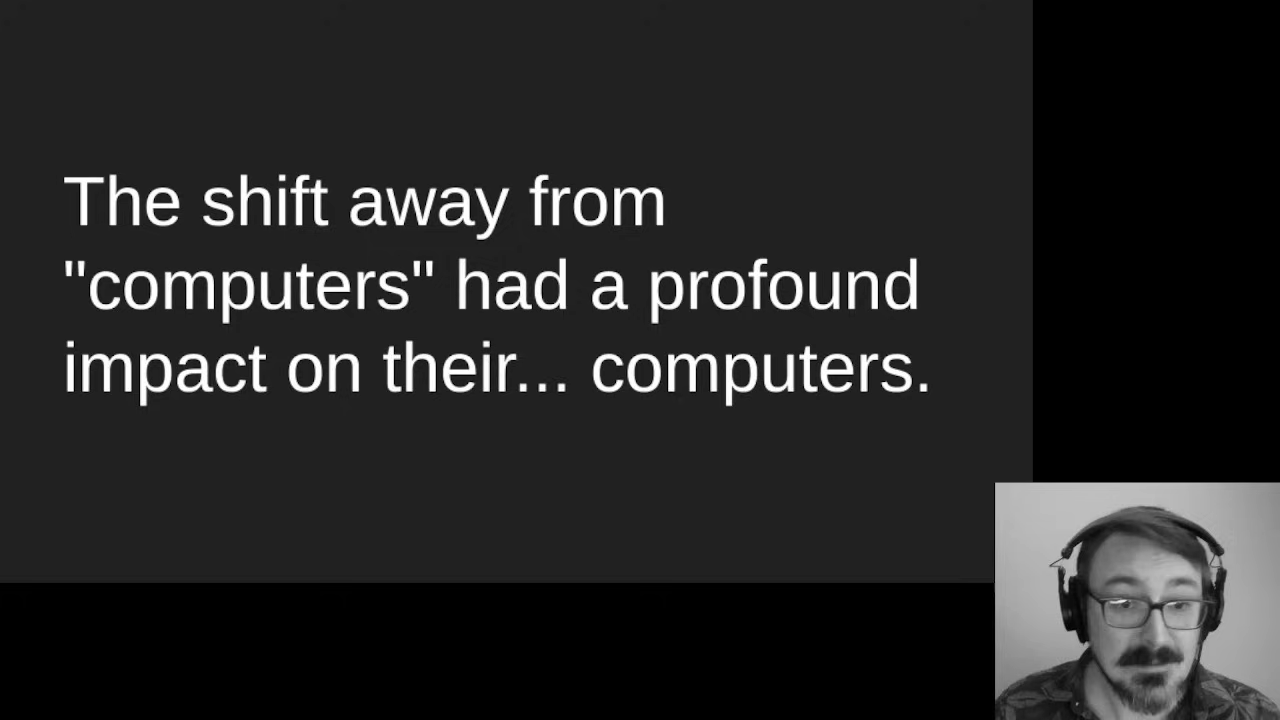 The shift away from
"computers" had a profound
impact on their... computers.